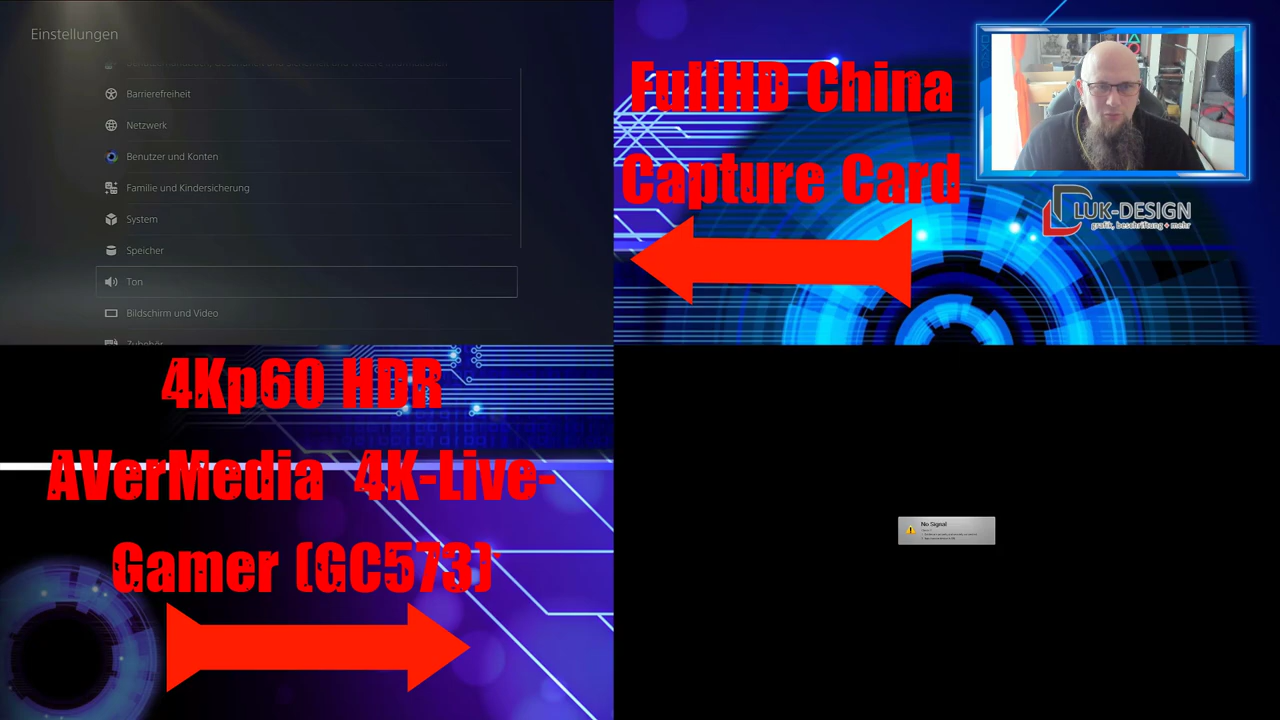 Einstellungen
Barrierefreiheit
Netzwerk
Benutzer und Konten
Familie und Kindersicherung
System
Speicher
Ton
Bildschirm und Video
FullHD China
Capture Card
LUK-DESIGN
grafik, beschriftung + mehr
4Kp60 HDR
AVerMedia 4K-Live-
Gamer (GC573)
No Signal